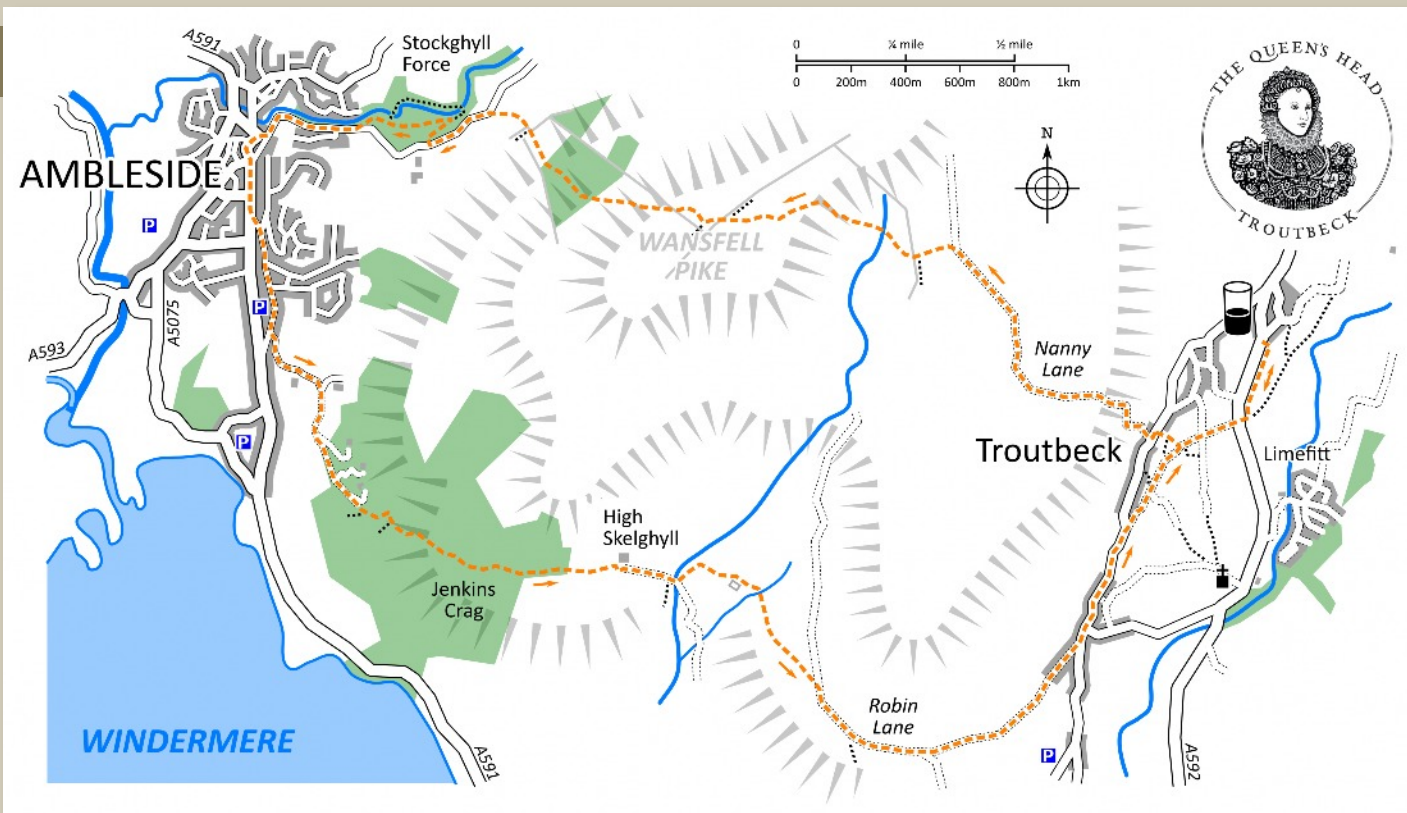 A591
Stockghyll
Force
0 ¼ mile ½ mile
0 200m 400m 600m 800m 1km
THE QUEEN'S HEAD
TROUTBECK
N
AMBLESIDE
P
WANSFELL
PIKE
P
A5075
A593
Nanny
Lane
P
Troutbeck
Limefitt
High
Skelghyll
Jenkins
Crag
Robin
Lane
WINDERMERE
A591
P
A592